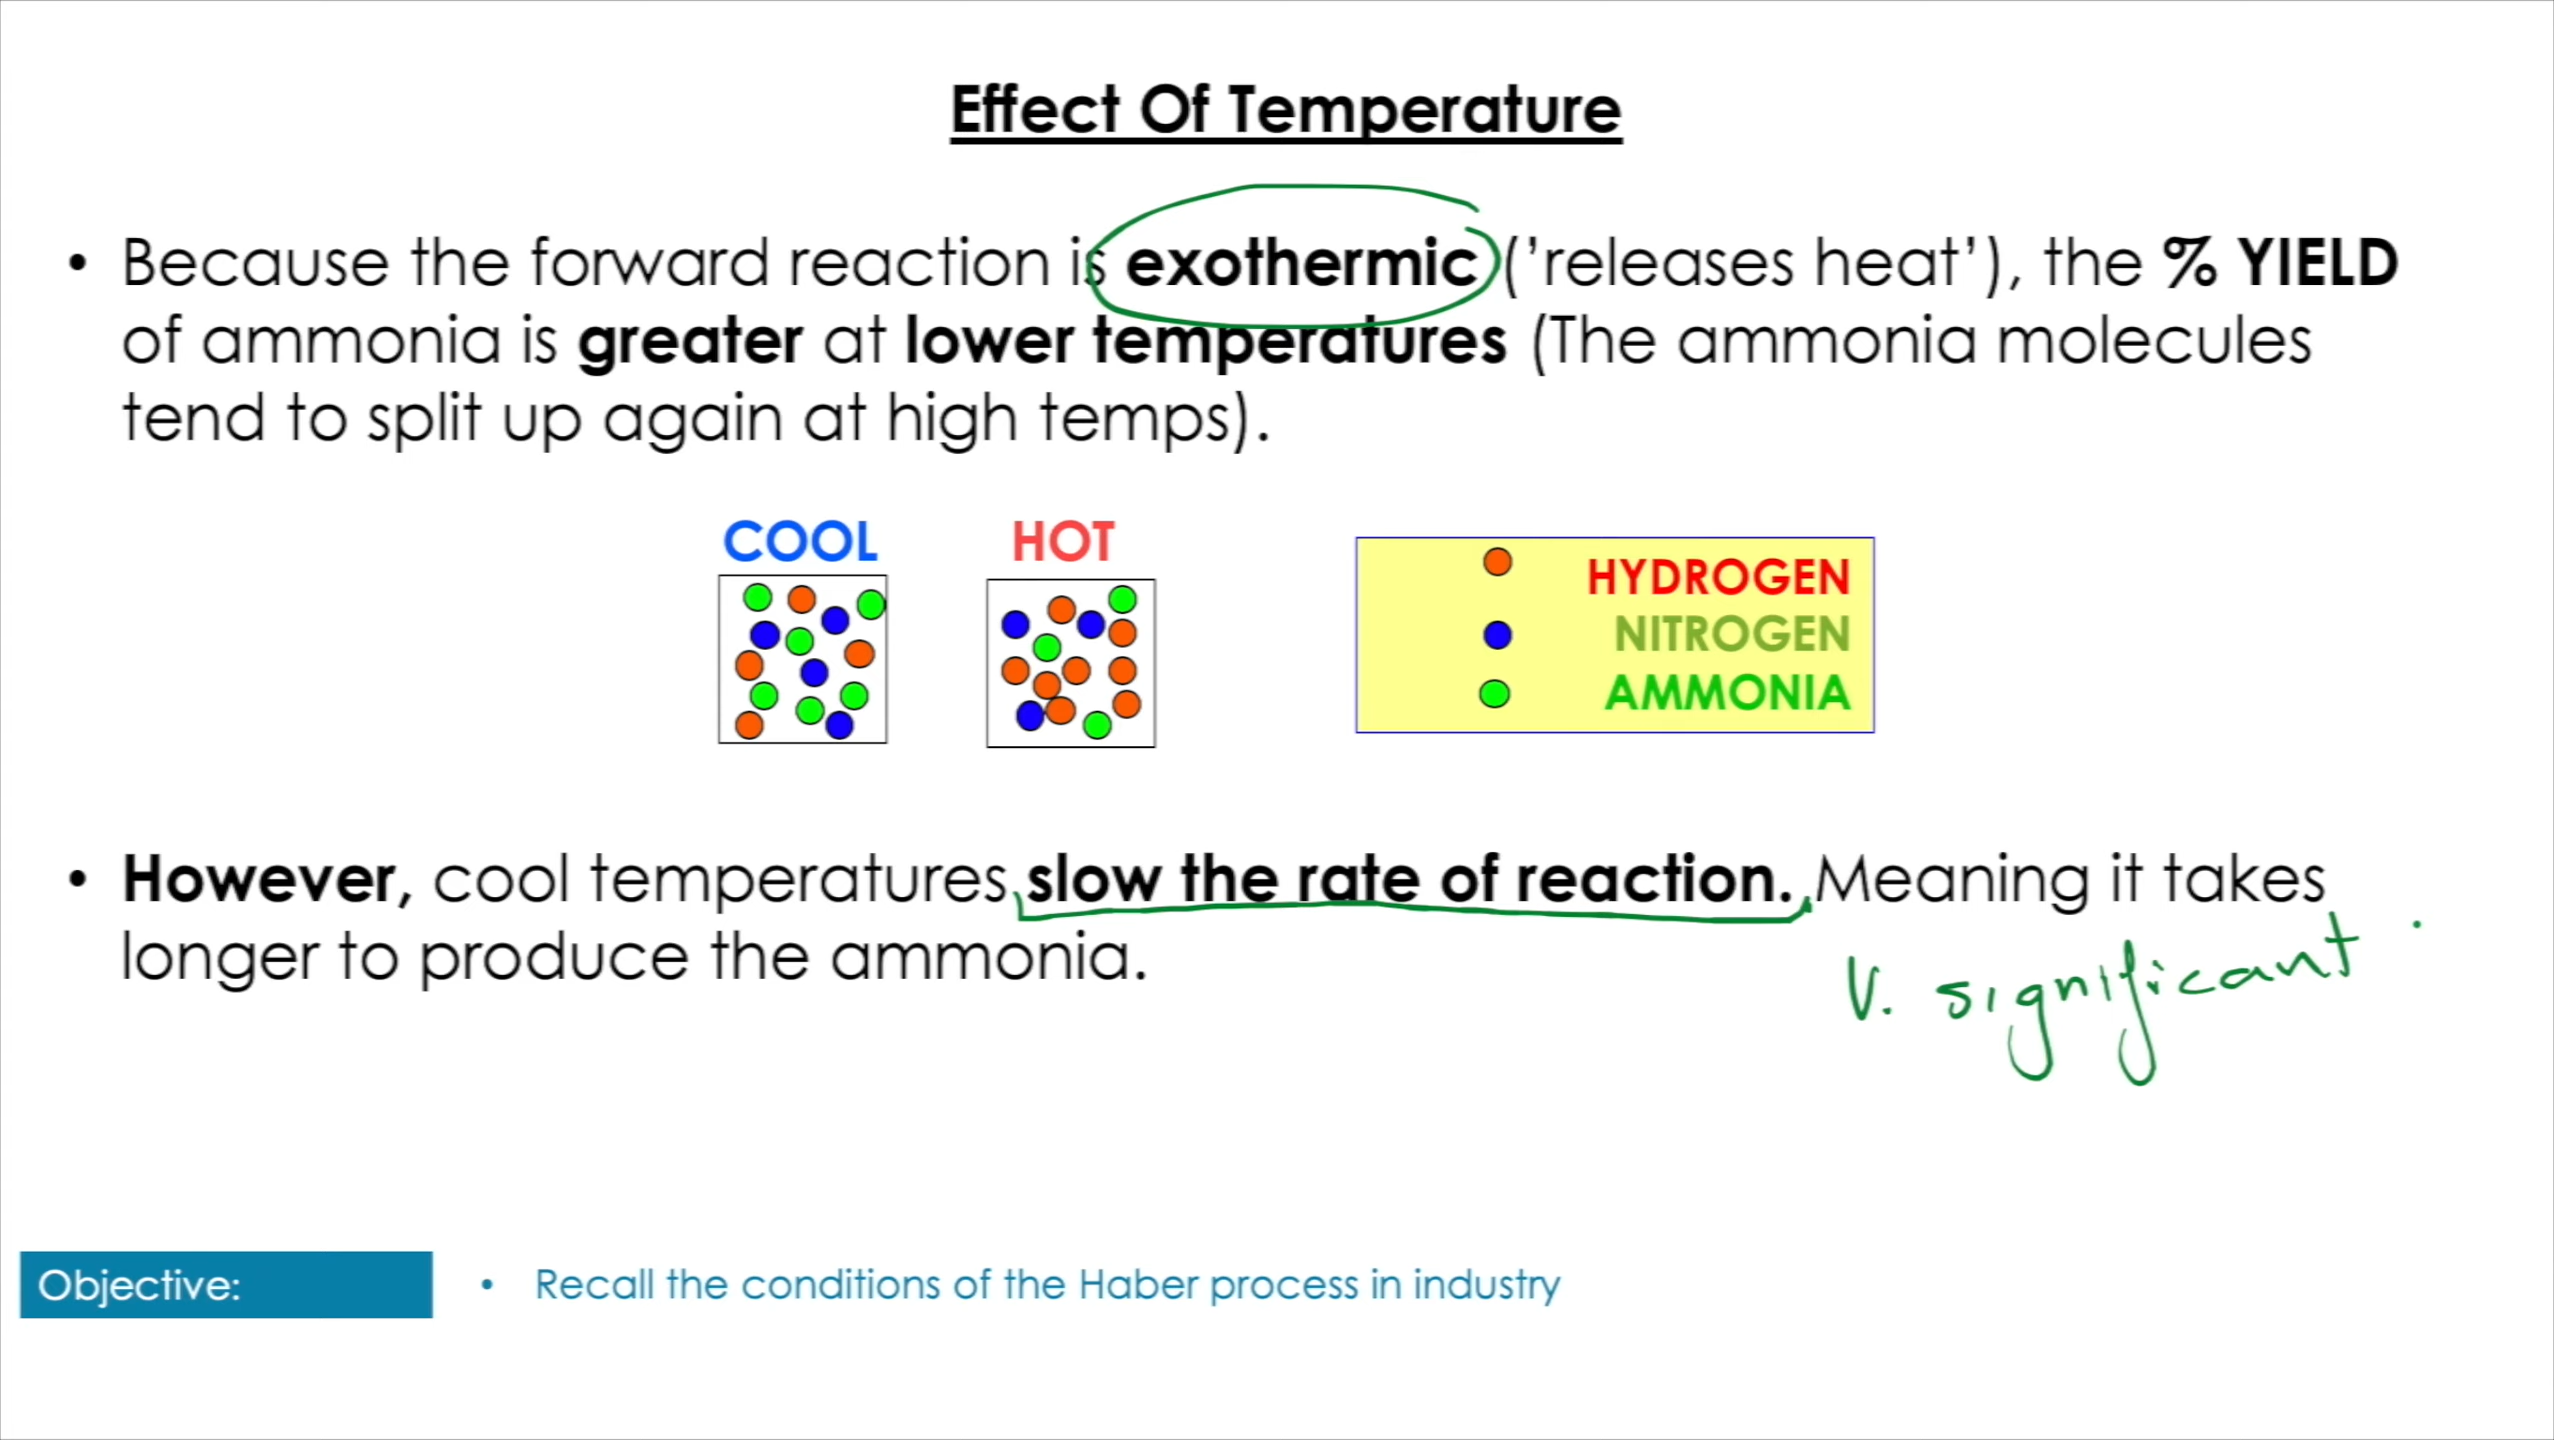 Effect Of Temperature
• Because the forward reaction is exothermic ('releases heat'), the % YIELD
of ammonia is greater at lower temperatures (The ammonia molecules
tend to split up again at high temps).
COOL HOT
HYDROGEN
NITROGEN
AMMONIA
• However, cool temperatures slow the rate of reaction. Meaning it takes
longer to produce the ammonia.
V. significant.
Objective: • Recall the conditions of the Haber process in industry